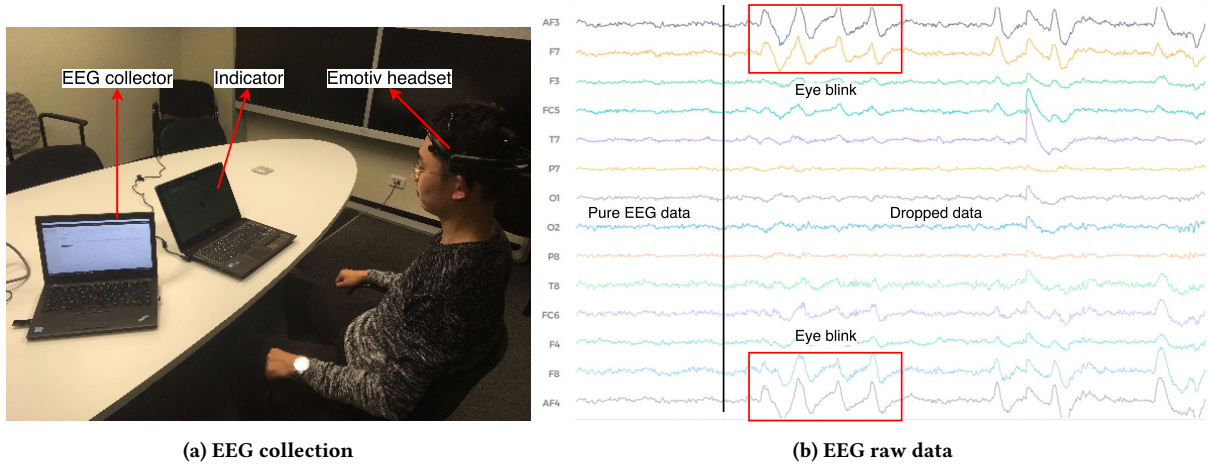 EEG collector
Indicator
Emotiv headset
(a) EEG collection
AF3
F7
F3
Eye blink
FC5
T7
P7
O1
Pure EEG data
Dropped data
O2
P8
T8
FC6
Eye blink
F4
F8
AF4
(b) EEG raw data